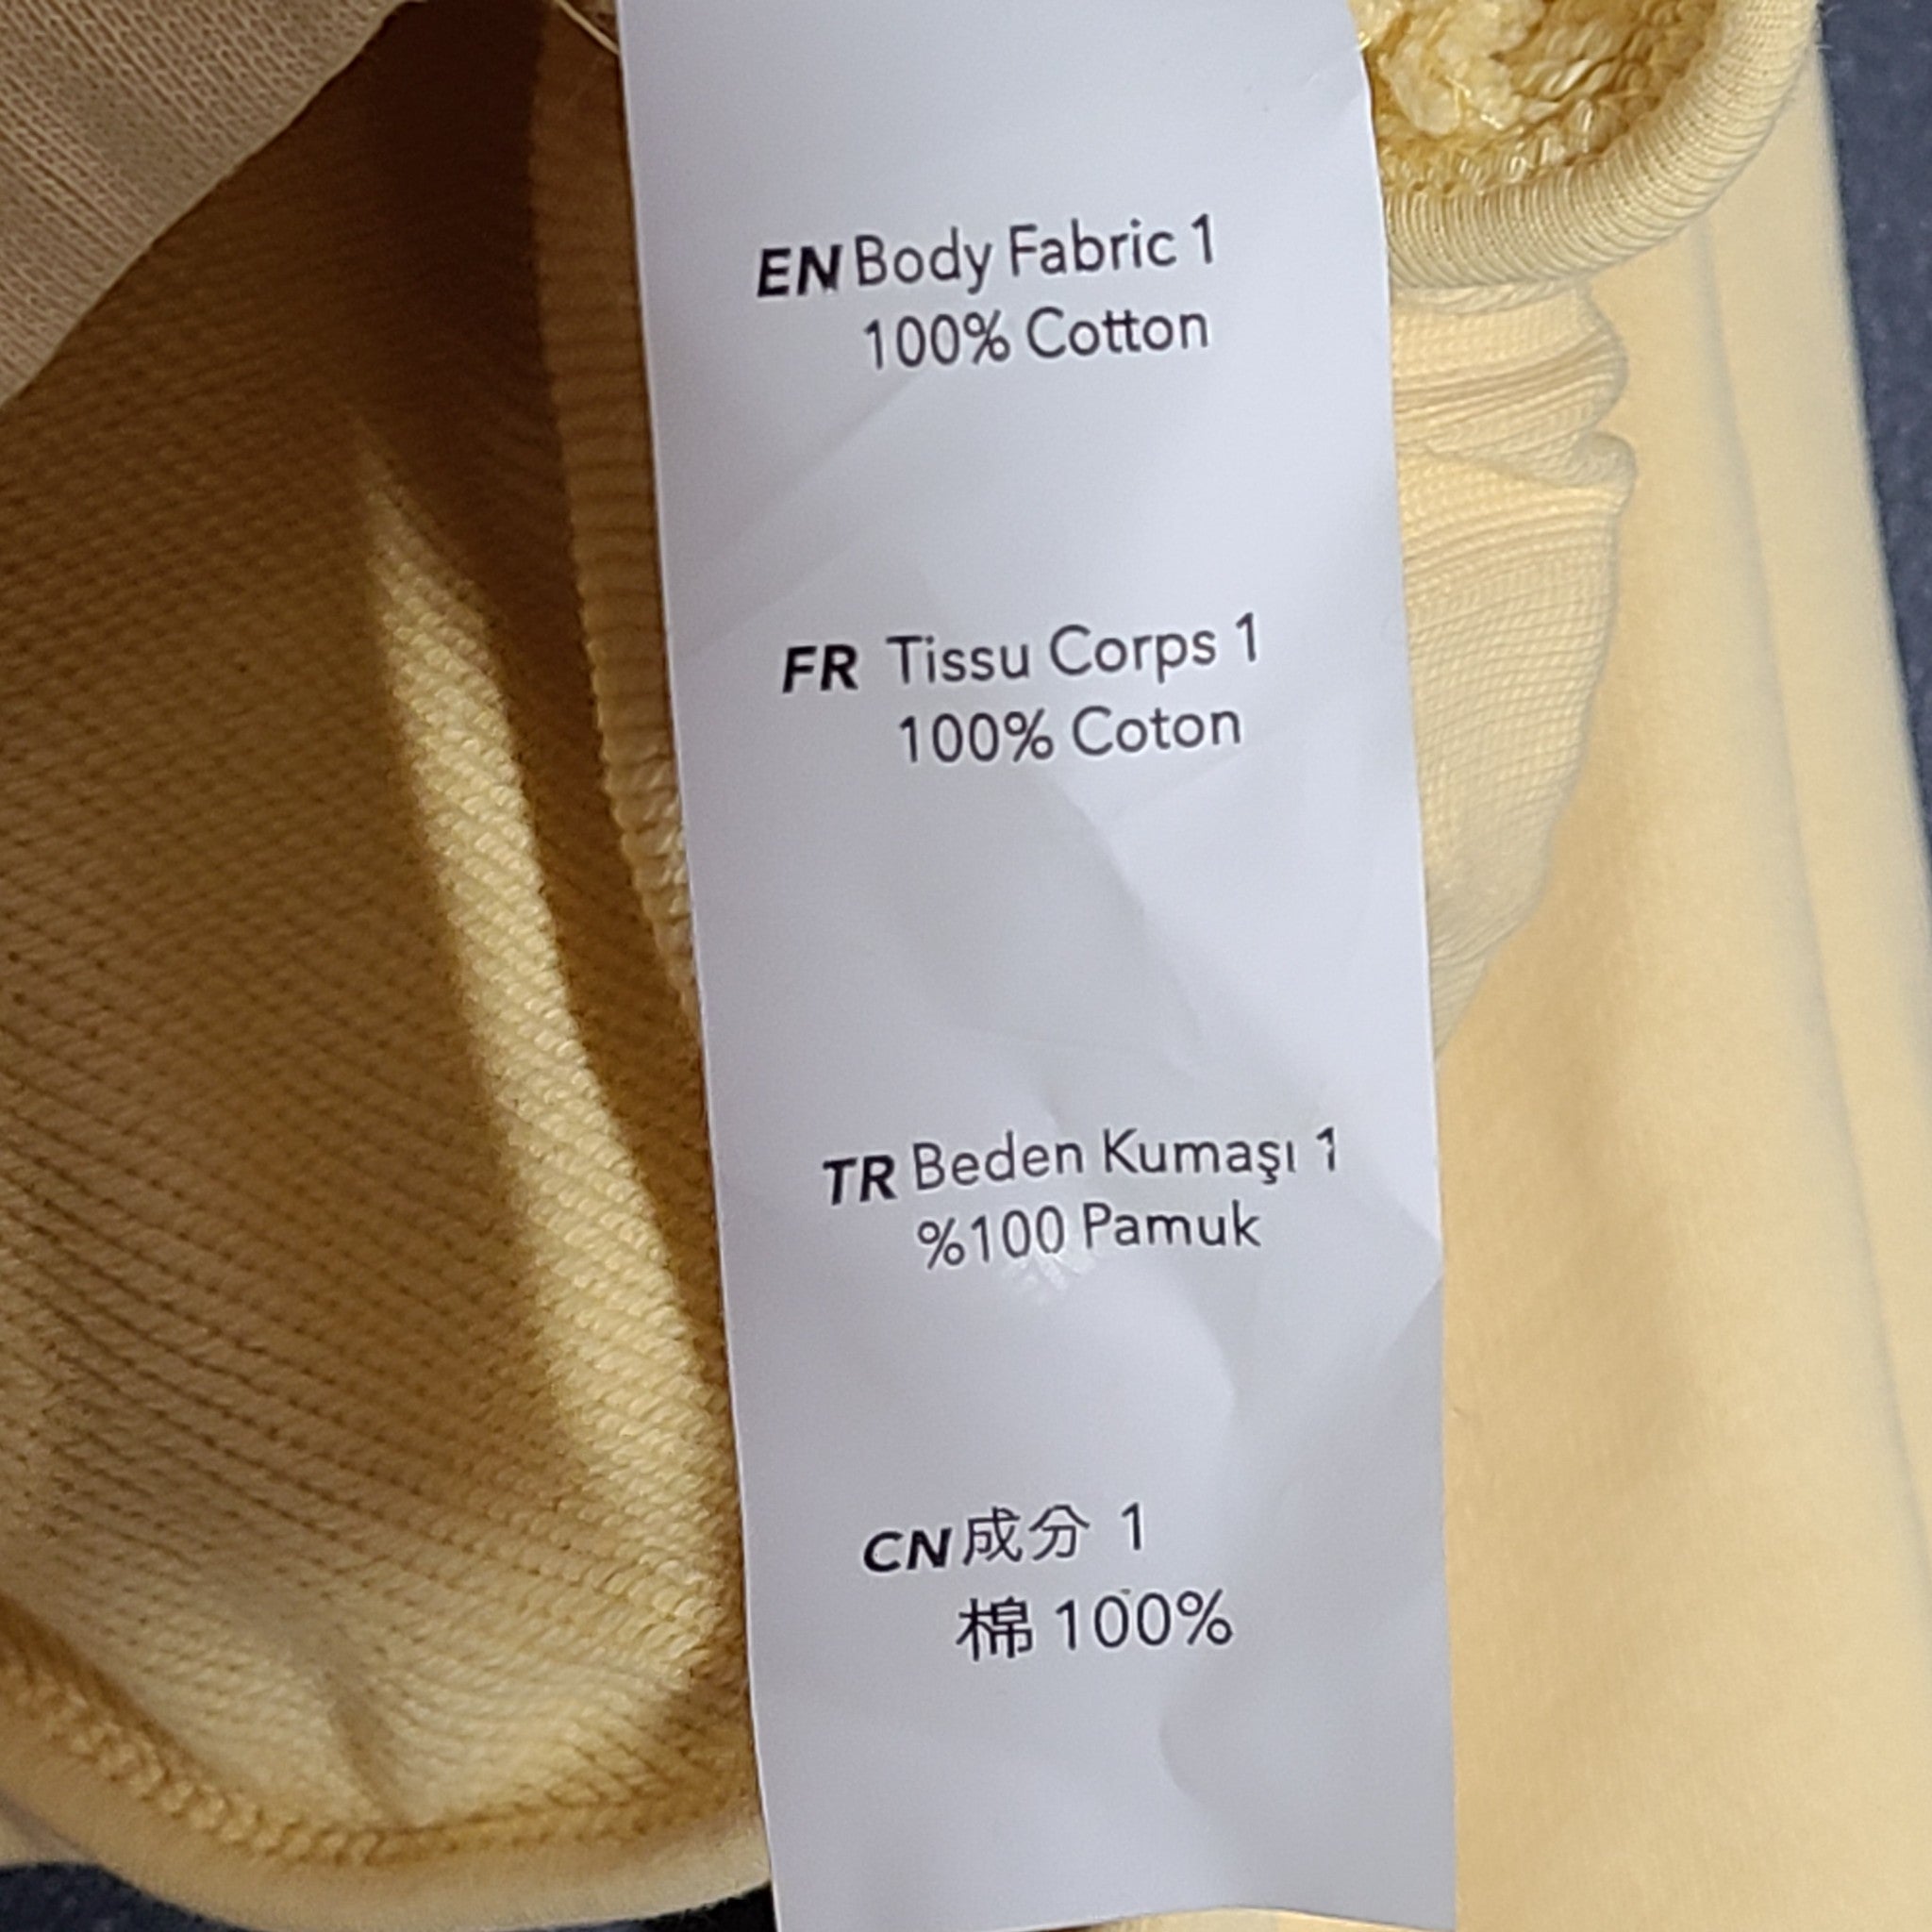 EN Body Fabric 1
100% Cotton
FR Tissu Corps 1
100% Coton
TR Beden Kumaşı 1
%100 Pamuk
CN 成分 1
棉 100%